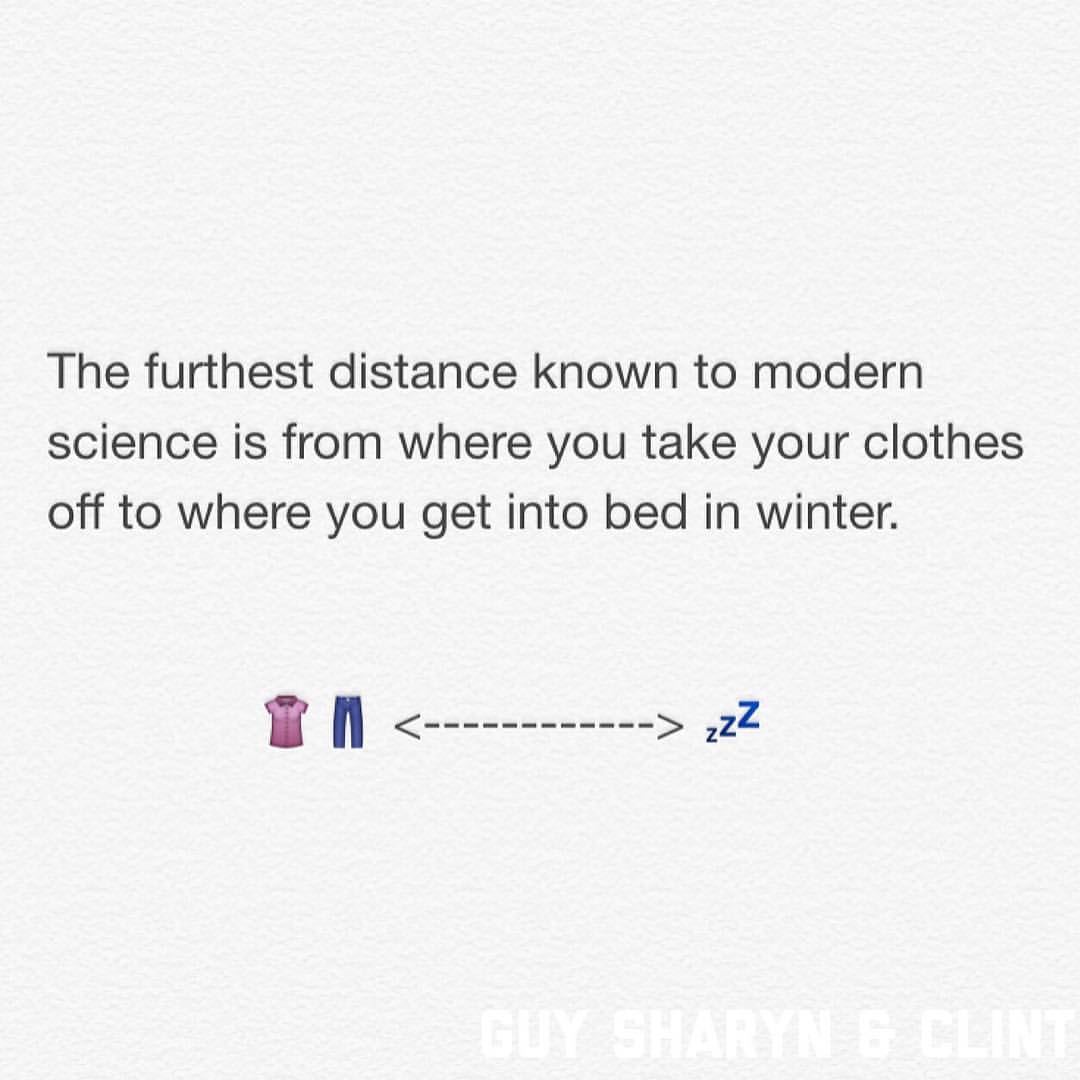 The furthest distance known to modern
science is from where you take your clothes
off to where you get into bed in winter.
👚 👖 <------------> 💤
GUY SHARYN & CLINT